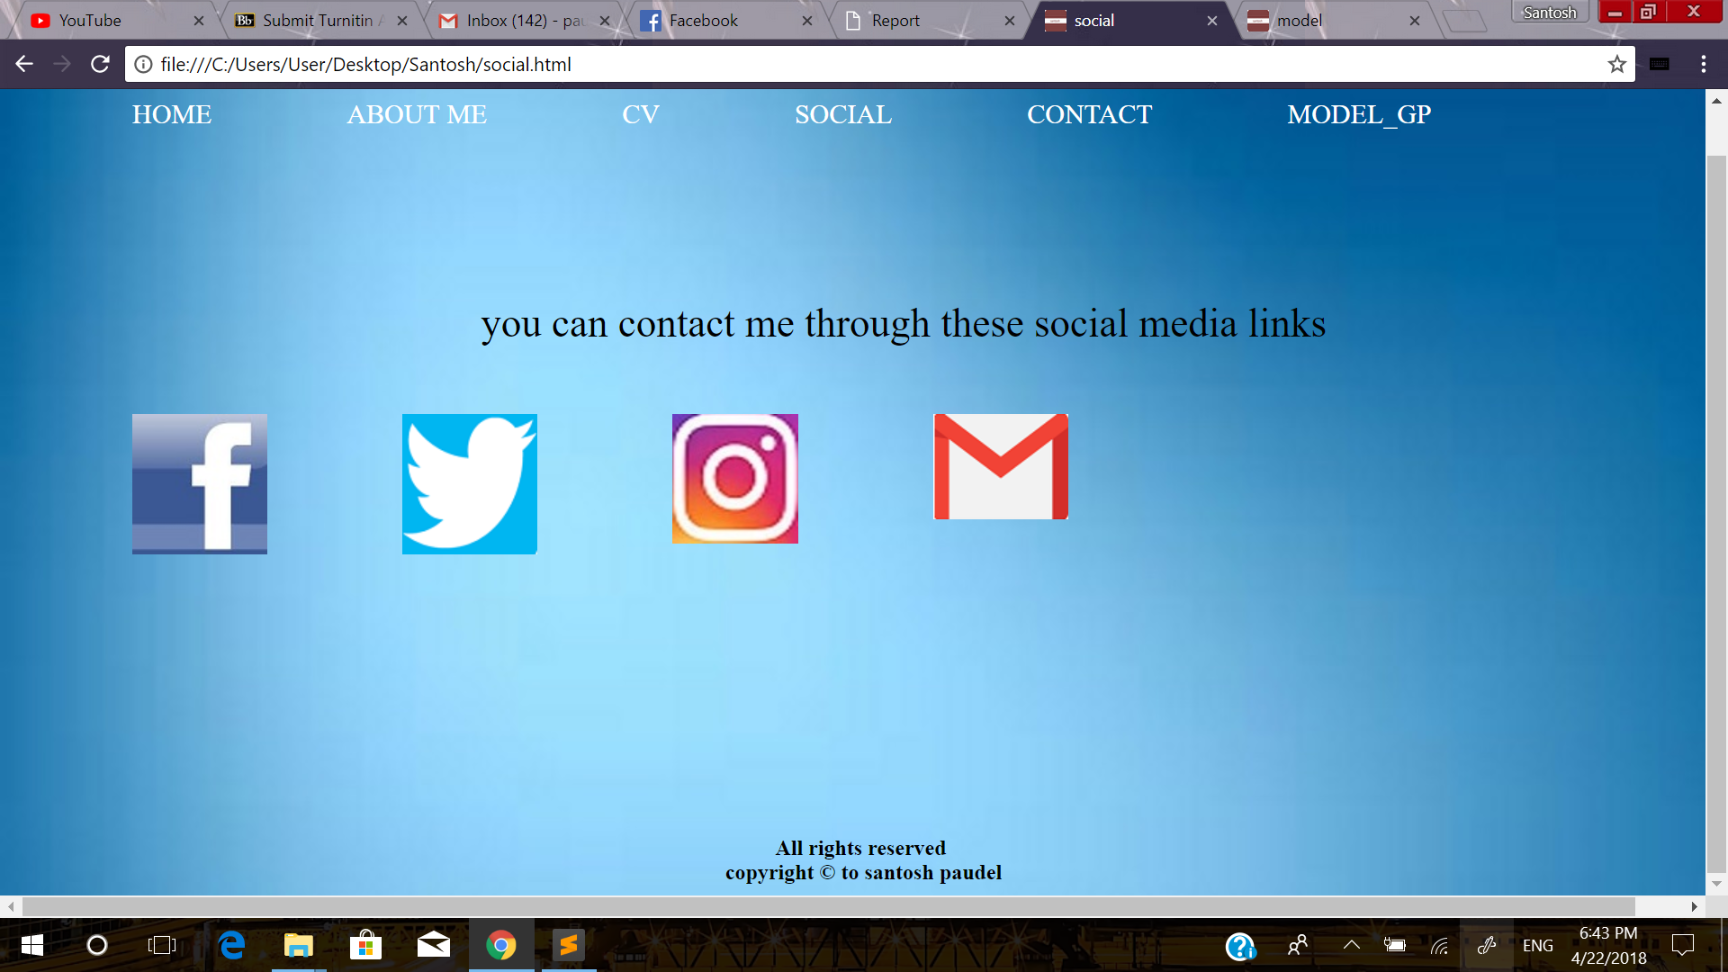 YouTube
Submit Turnitin A
Inbox (142) - pau
Facebook
Report
social
model
Santosh
file:///C:/Users/User/Desktop/Santosh/social.html
HOME ABOUT ME CV SOCIAL CONTACT MODEL_GP
you can contact me through these social media links
All rights reserved
copyright © to santosh paudel
ENG
6:43 PM
4/22/2018